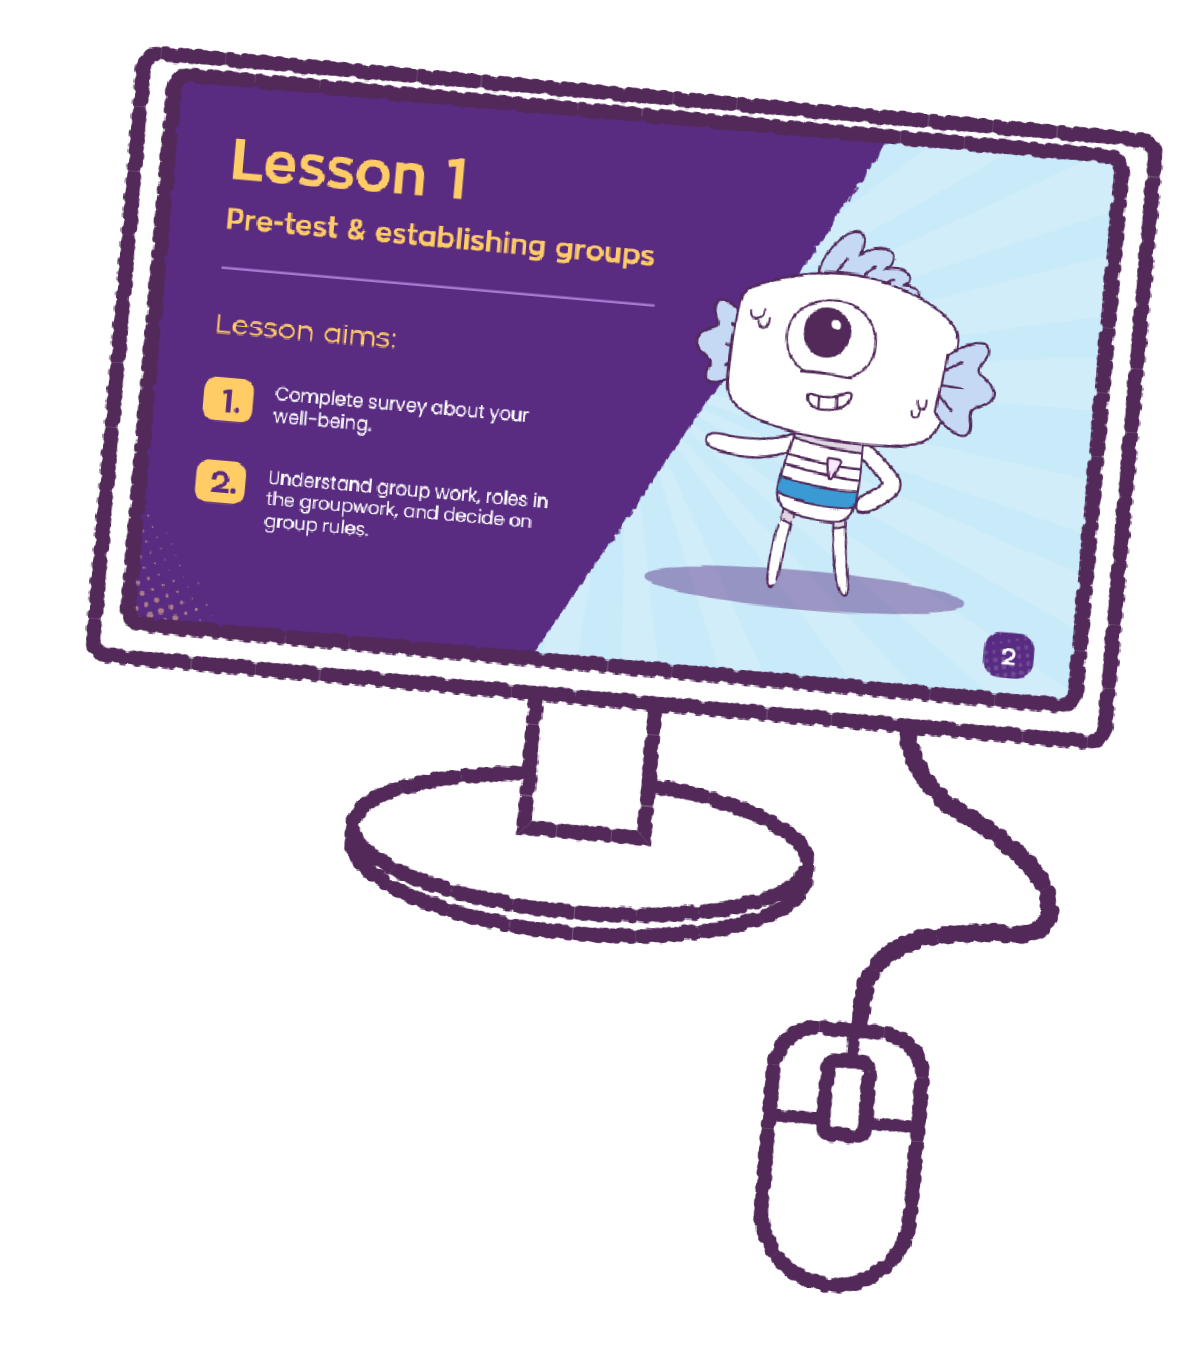 Lesson 1
Pre-test & establishing groups
Lesson aims:
1.
Complete survey about your
well-being.
2.
Understand group work, roles in
the groupwork, and decide on
group rules.
2